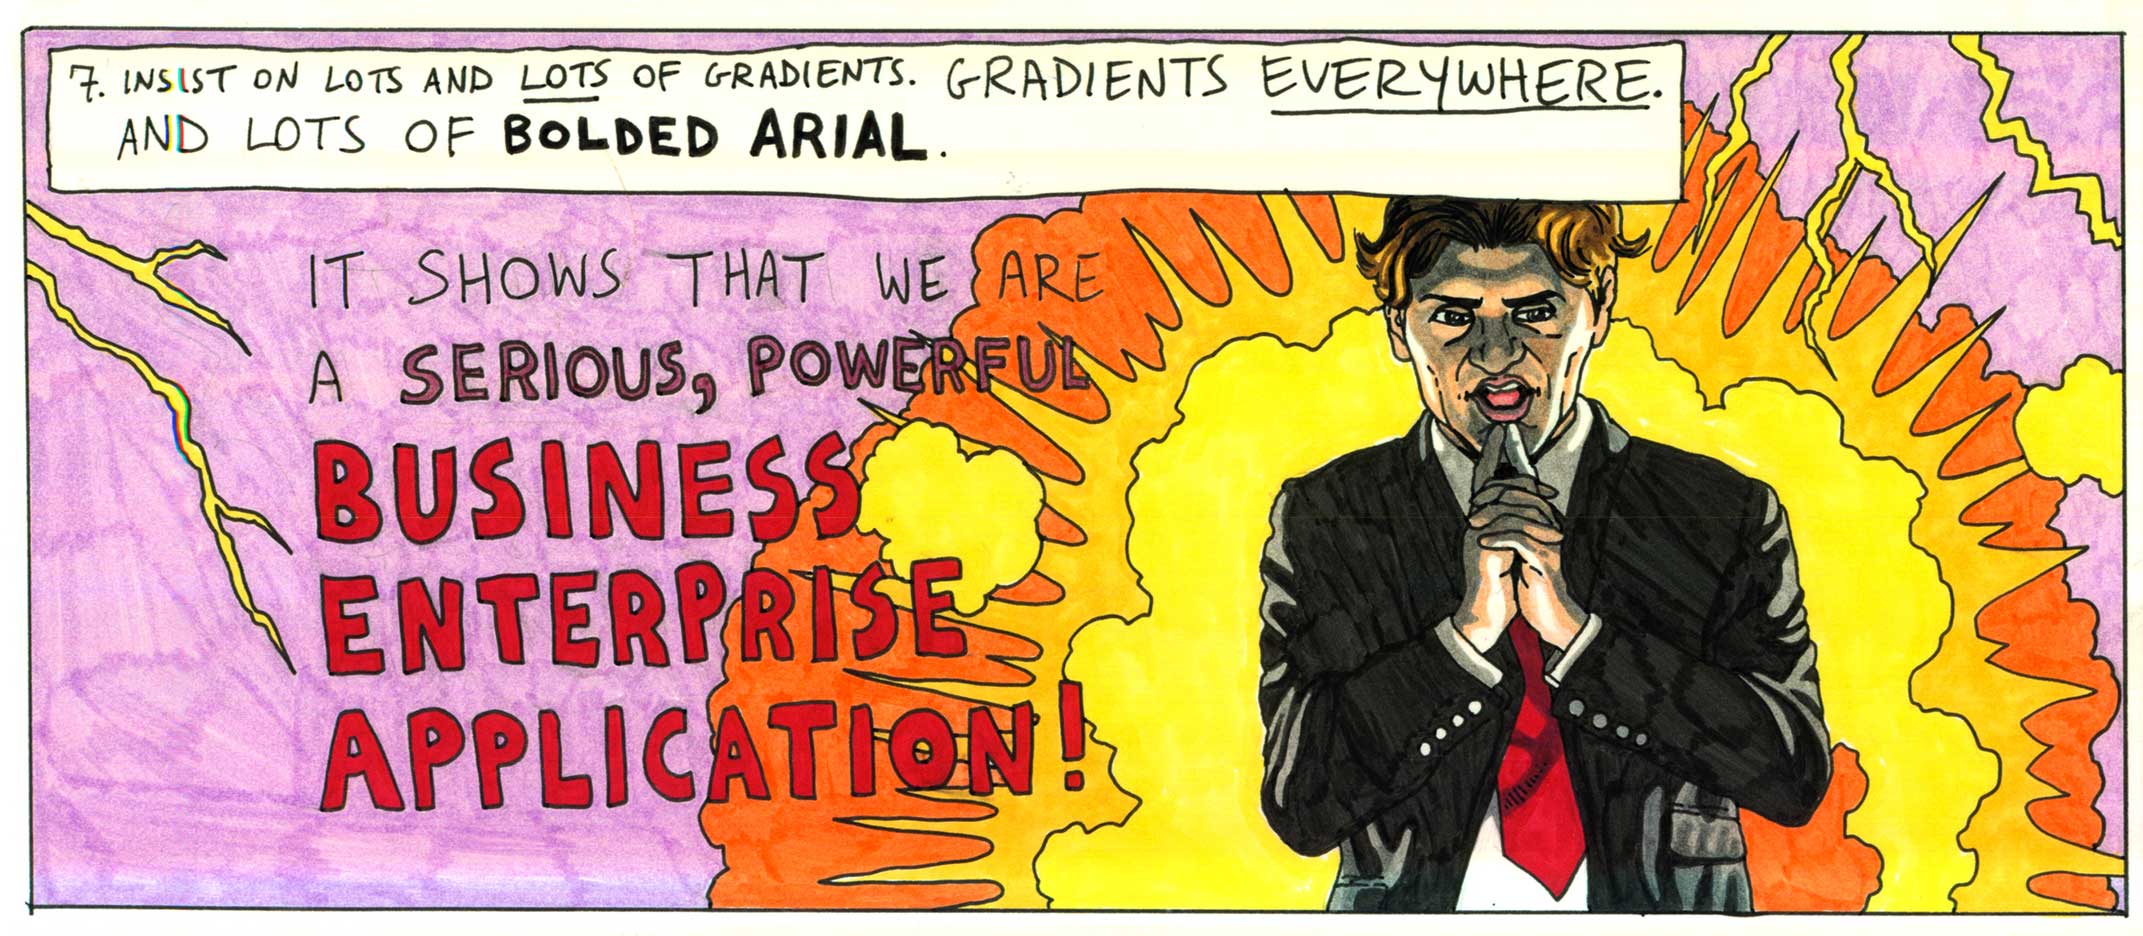 7. INSIST ON LOTS AND LOTS OF GRADIENTS. GRADIENTS EVERYWHERE.
AND LOTS OF BOLDED ARIAL.
IT SHOWS THAT WE ARE
A SERIOUS, POWERFUL
BUSINESS
ENTERPRISE
APPLICATION!